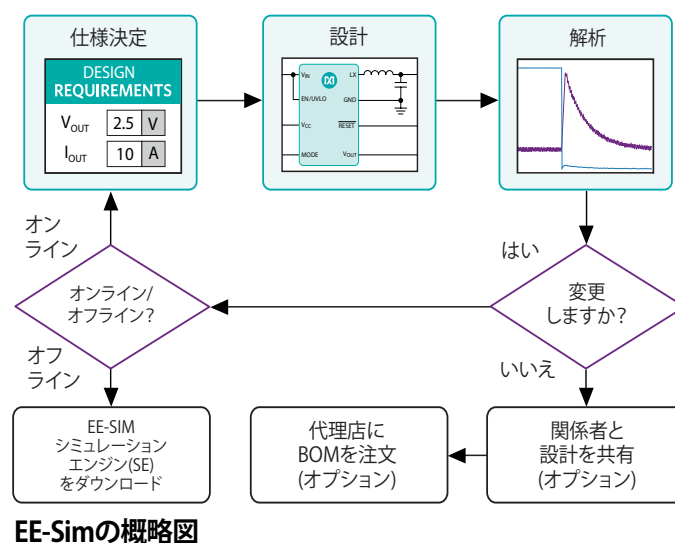 仕様決定
DESIGN
REQUIREMENTS
VOUT 2.5 V
IOUT 10 A
設計
VIN
EN/UVLO
VCC
MODE
LX
GND
RESET
VOUT
解析
オン
ライン
オンライン/
オフライン？
オフ
ライン
はい
変更
しますか？
いいえ
EE-SIM
シミュレーション
エンジン(SE)
をダウンロード
代理店に
BOMを注文
(オプション)
関係者と
設計を共有
(オプション)
EE-Simの概略図